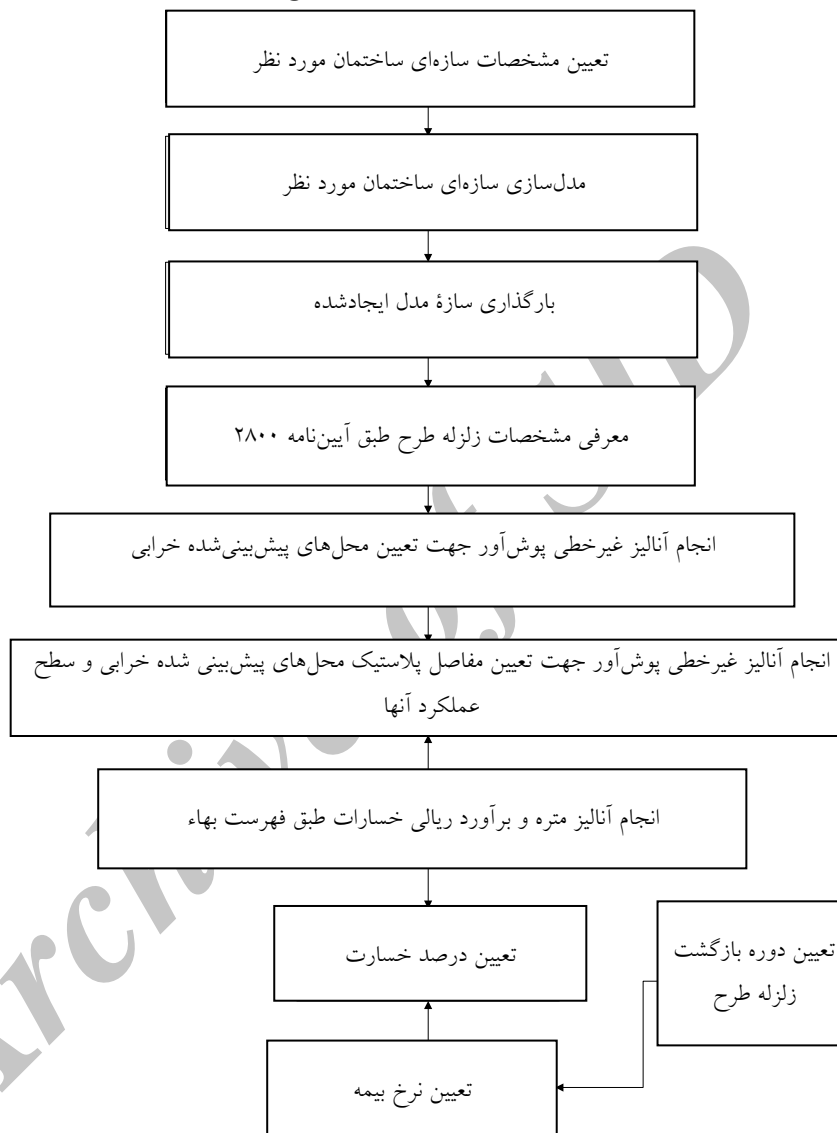 تعیین مشخصات سازه‌ای ساختمان مورد نظر
مدل‌سازی سازه‌ای ساختمان مورد نظر
بارگذاری سازهٔ مدل ایجادشده
معرفی مشخصات زلزله طرح طبق آیین‌نامه ۲۸۰۰
انجام آنالیز غیرخطی پوش‌آور جهت تعیین محل‌های پیش‌بینی‌شده خرابی
انجام آنالیز غیرخطی پوش‌آور جهت تعیین مفاصل پلاستیک محل‌های پیش‌بینی شده خرابی و سطح
عملکرد آنها
انجام آنالیز متره و برآورد ریالی خسارات طبق فهرست بهاء
تعیین درصد خسارت
تعیین دوره بازگشت
زلزله طرح
تعیین نرخ بیمه
Archive of SID